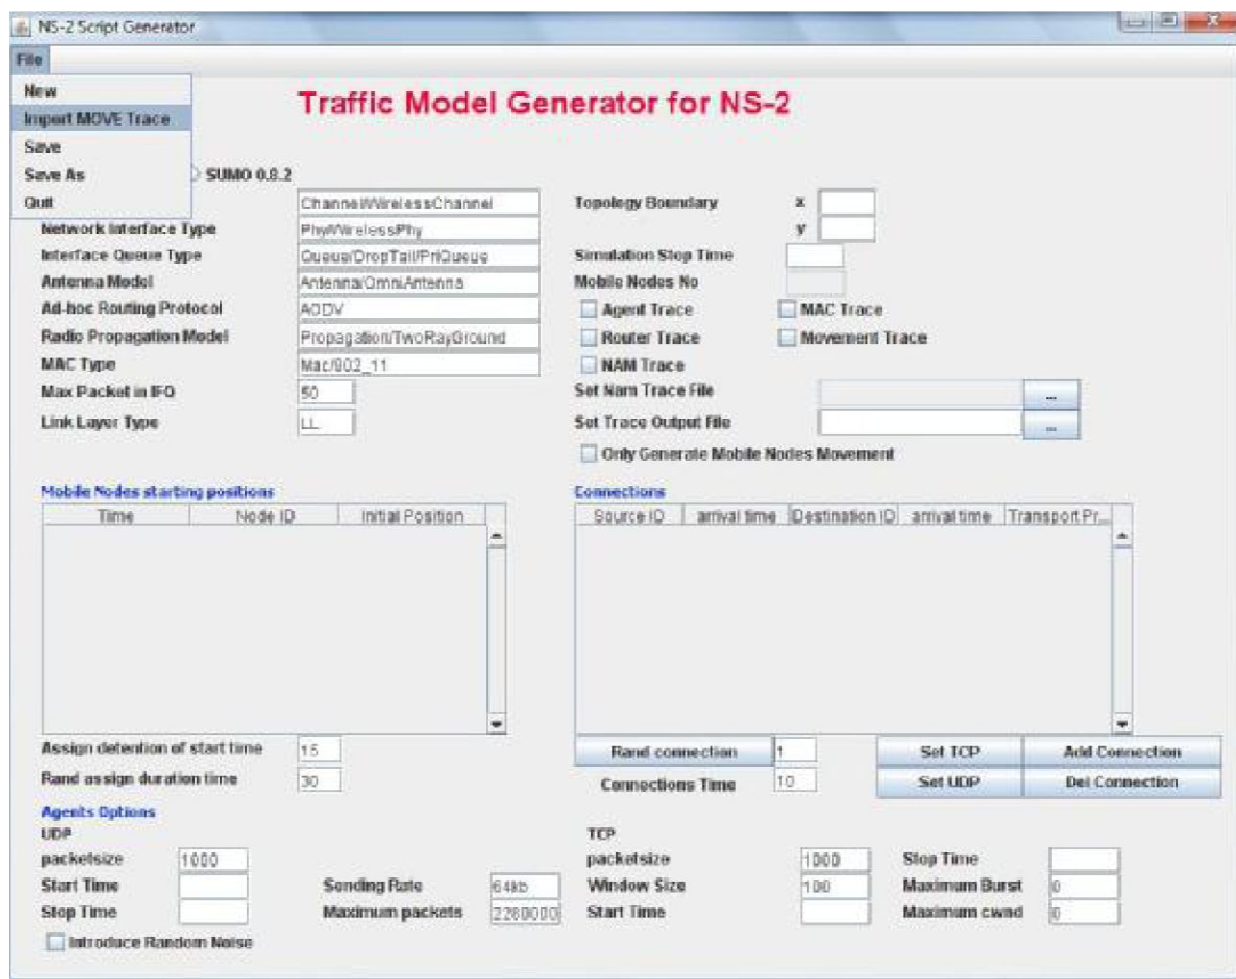 NS-2 Script Generator
File
New
Import MOVE Trace
Save
Save As
Quit
Traffic Model Generator for NS-2
SUMO 0.8.2
Channel/WirelessChannel
Network Interface Type Phy/WirelessPhy
Interface Queue Type Queue/DropTail/PriQueue
Antenna Model Antenna/OmniAntenna
Ad-hoc Routing Protocol AODV
Radio Propagation Model Propagation/TwoRayGround
MAC Type Mac/802_11
Max Packet in IFQ 50
Link Layer Type LL
Topology Boundary x
y
Simulation Stop Time
Mobile Nodes No
Agent Trace MAC Trace
Router Trace Movement Trace
NAM Trace
Set Nam Trace File ...
Set Trace Output File ...
Only Generate Mobile Nodes Movement
Mobile Nodes starting positions
Time Node ID Initial Position
Connections
Source ID arrival time Destination ID arrival time Transport Pr...
Assign detention of start time 15
Rand assign duration time 30
Rand connection 1 Set TCP Add Connection
Connections Time 10 Set UDP Del Connection
Agents Options
UDP
packetsize 1000
Start Time Sending Rate 64kb
Stop Time Maximum packets 2280000
Introduce Random Noise
TCP
packetsize 1000 Stop Time
Window Size 100 Maximum Burst 0
Start Time Maximum cwnd 0